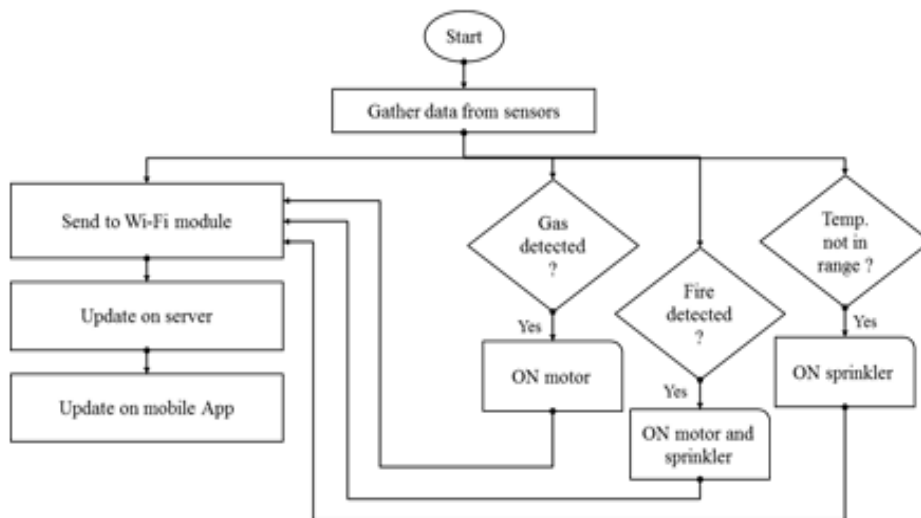 Start
Gather data from sensors
Send to Wi-Fi module
Gas
detected
?
Temp.
not in
range ?
Fire
detected
?
Update on server
Yes
Yes
ON motor
ON sprinkler
Update on mobile App
Yes
ON motor and
sprinkler